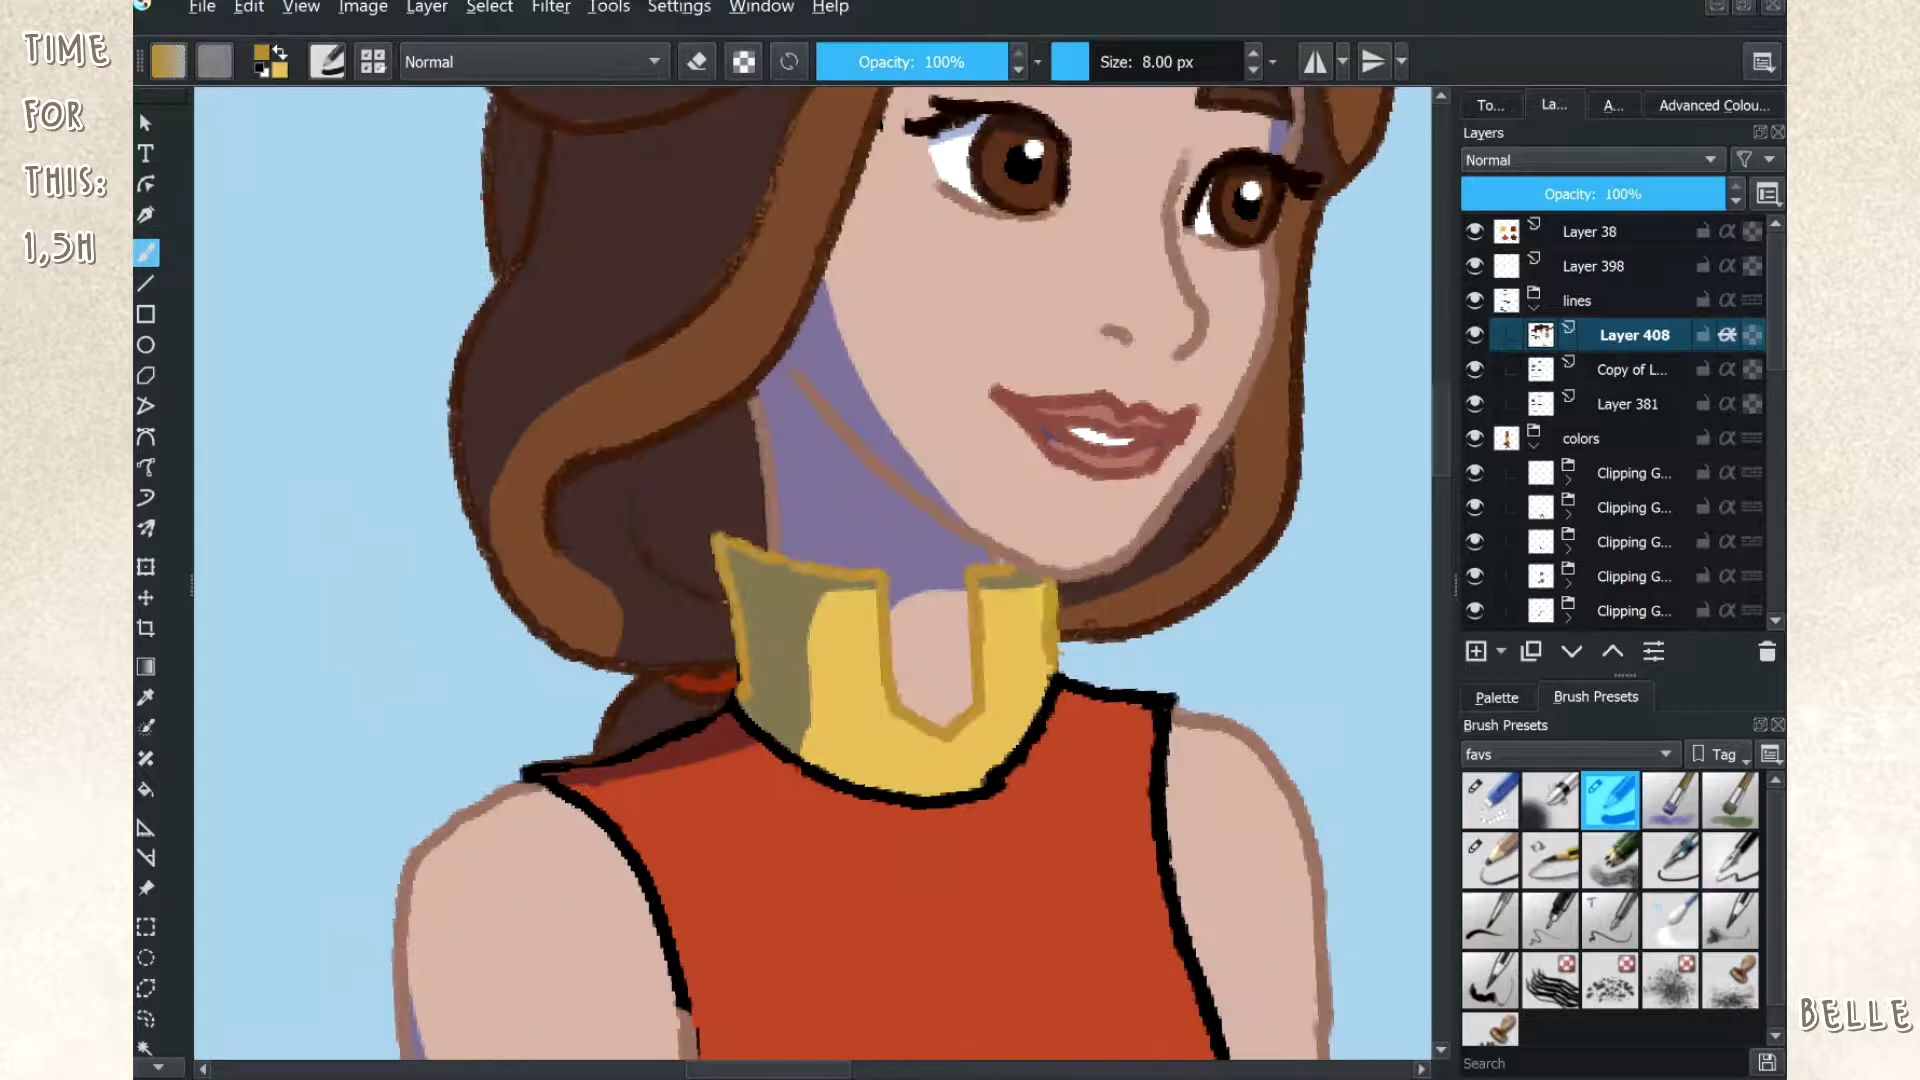 TIME
FOR
THIS:
1,5H
File Edit View Image Layer Select Filter Tools Settings Window Help
Normal
Opacity: 100%
Size: 8.00 px
To...
La...
A...
Advanced Colou...
Layers
Normal
Opacity: 100%
Layer 38
Layer 398
lines
Layer 408
Copy of L...
Layer 381
colors
Clipping G...
Clipping G...
Clipping G...
Clipping G...
Clipping G...
Palette
Brush Presets
Brush Presets
favs
Tag
Search
BELLE